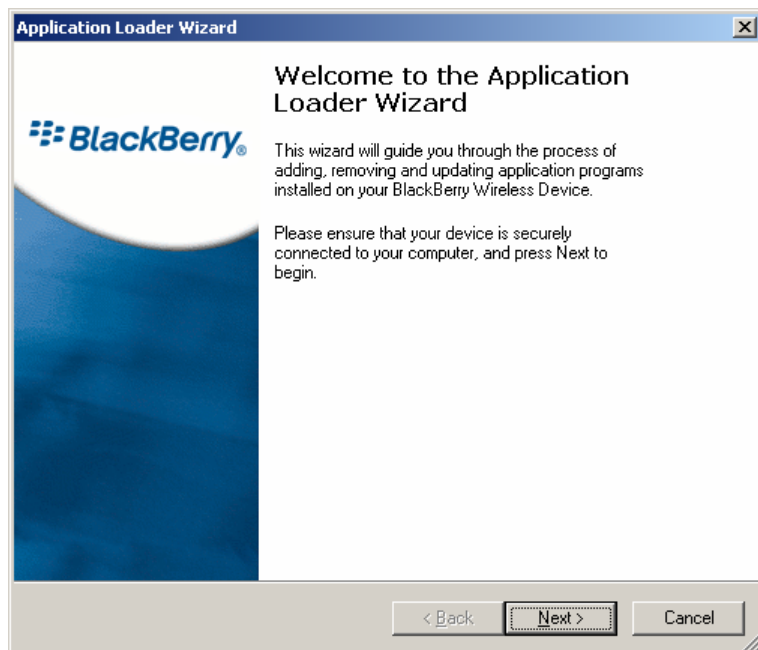 Application Loader Wizard
Welcome to the Application
Loader Wizard
BlackBerry®
This wizard will guide you through the process of
adding, removing and updating application programs
installed on your BlackBerry Wireless Device.
Please ensure that your device is securely
connected to your computer, and press Next to
begin.
< Back
Next >
Cancel